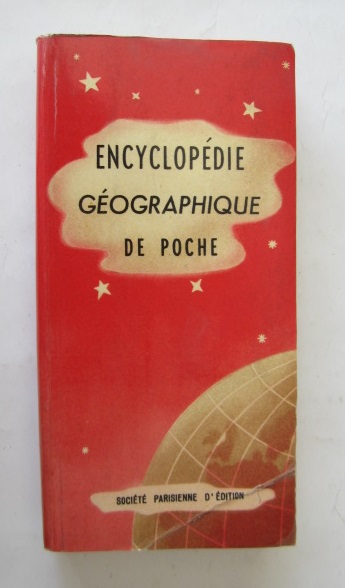 ENCYCLOPÉDIE
GÉOGRAPHIQUE
DE POCHE
SOCIÉTÉ PARISIENNE D'ÉDITION